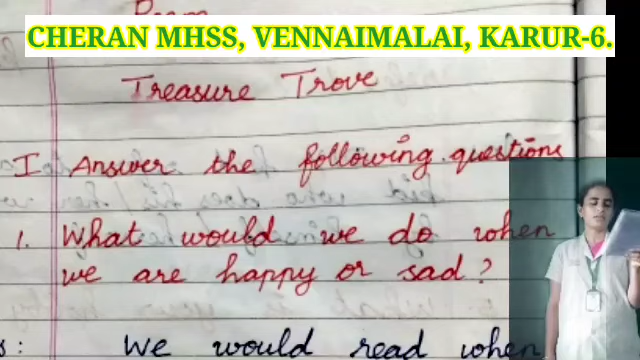 Poem
CHERAN MHSS, VENNAIMALAI, KARUR-6.
Treasure Trove
I Answer the following questions
1. What would we do when
we are happy or sad?
s: We would read when